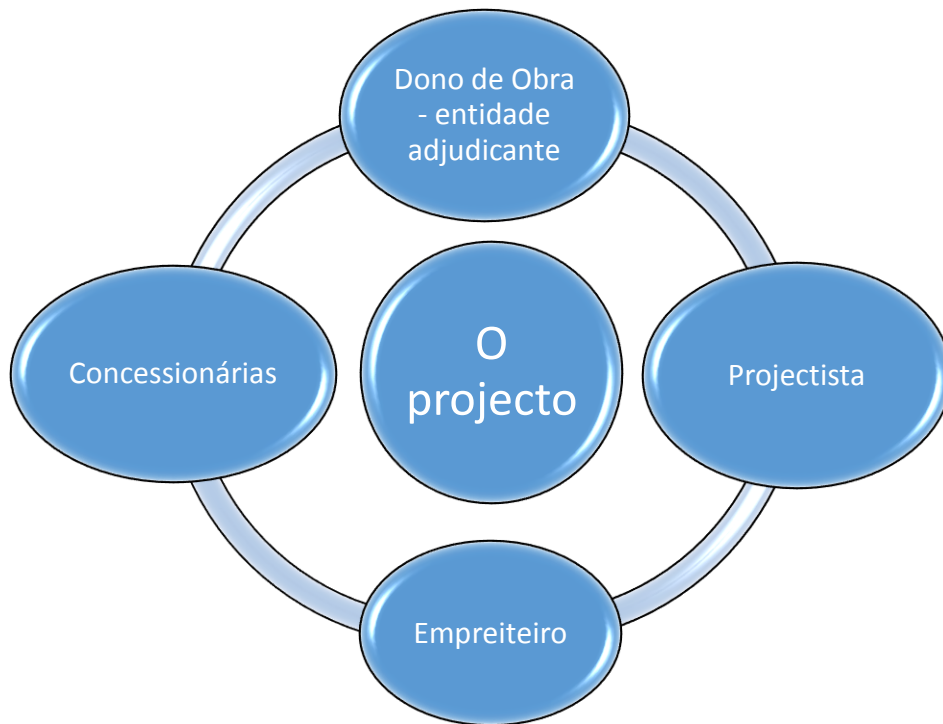 Dono de Obra
- entidade
adjudicante
Concessionárias
O
projecto
Projectista
Empreiteiro